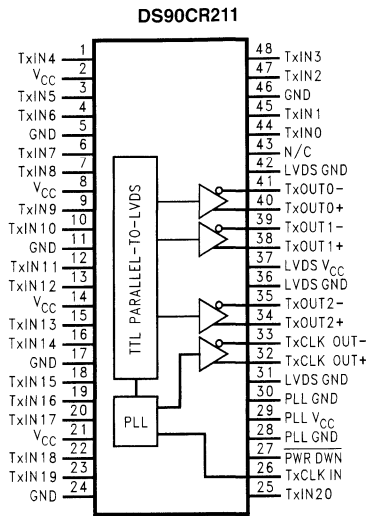 DS90CR211
TxIN4 1 48 TxIN3
VCC 2 47 TxIN2
TxIN5 3 46 GND
TxIN6 4 45 TxIN1
GND 5 44 TxIN0
TxIN7 6 43 N/C
TxIN8 7 42 LVDS GND
VCC 8 41 TxOUT0-
TxIN9 9 40 TxOUT0+
TxIN10 10 39 TxOUT1-
GND 11 38 TxOUT1+
TxIN11 12 37 LVDS VCC
TxIN12 13 36 LVDS GND
VCC 14 35 TxOUT2-
TxIN13 15 34 TxOUT2+
TxIN14 16 33 TxCLK OUT-
GND 17 32 TxCLK OUT+
TxIN15 18 31 LVDS GND
TxIN16 19 30 PLL GND
TxIN17 20 29 PLL VCC
VCC 21 28 PLL GND
TxIN18 22 27 PWR DWN
TxIN19 23 26 TxCLK IN
GND 24 25 TxIN20
TTL PARALLEL-TO-LVDS
PLL